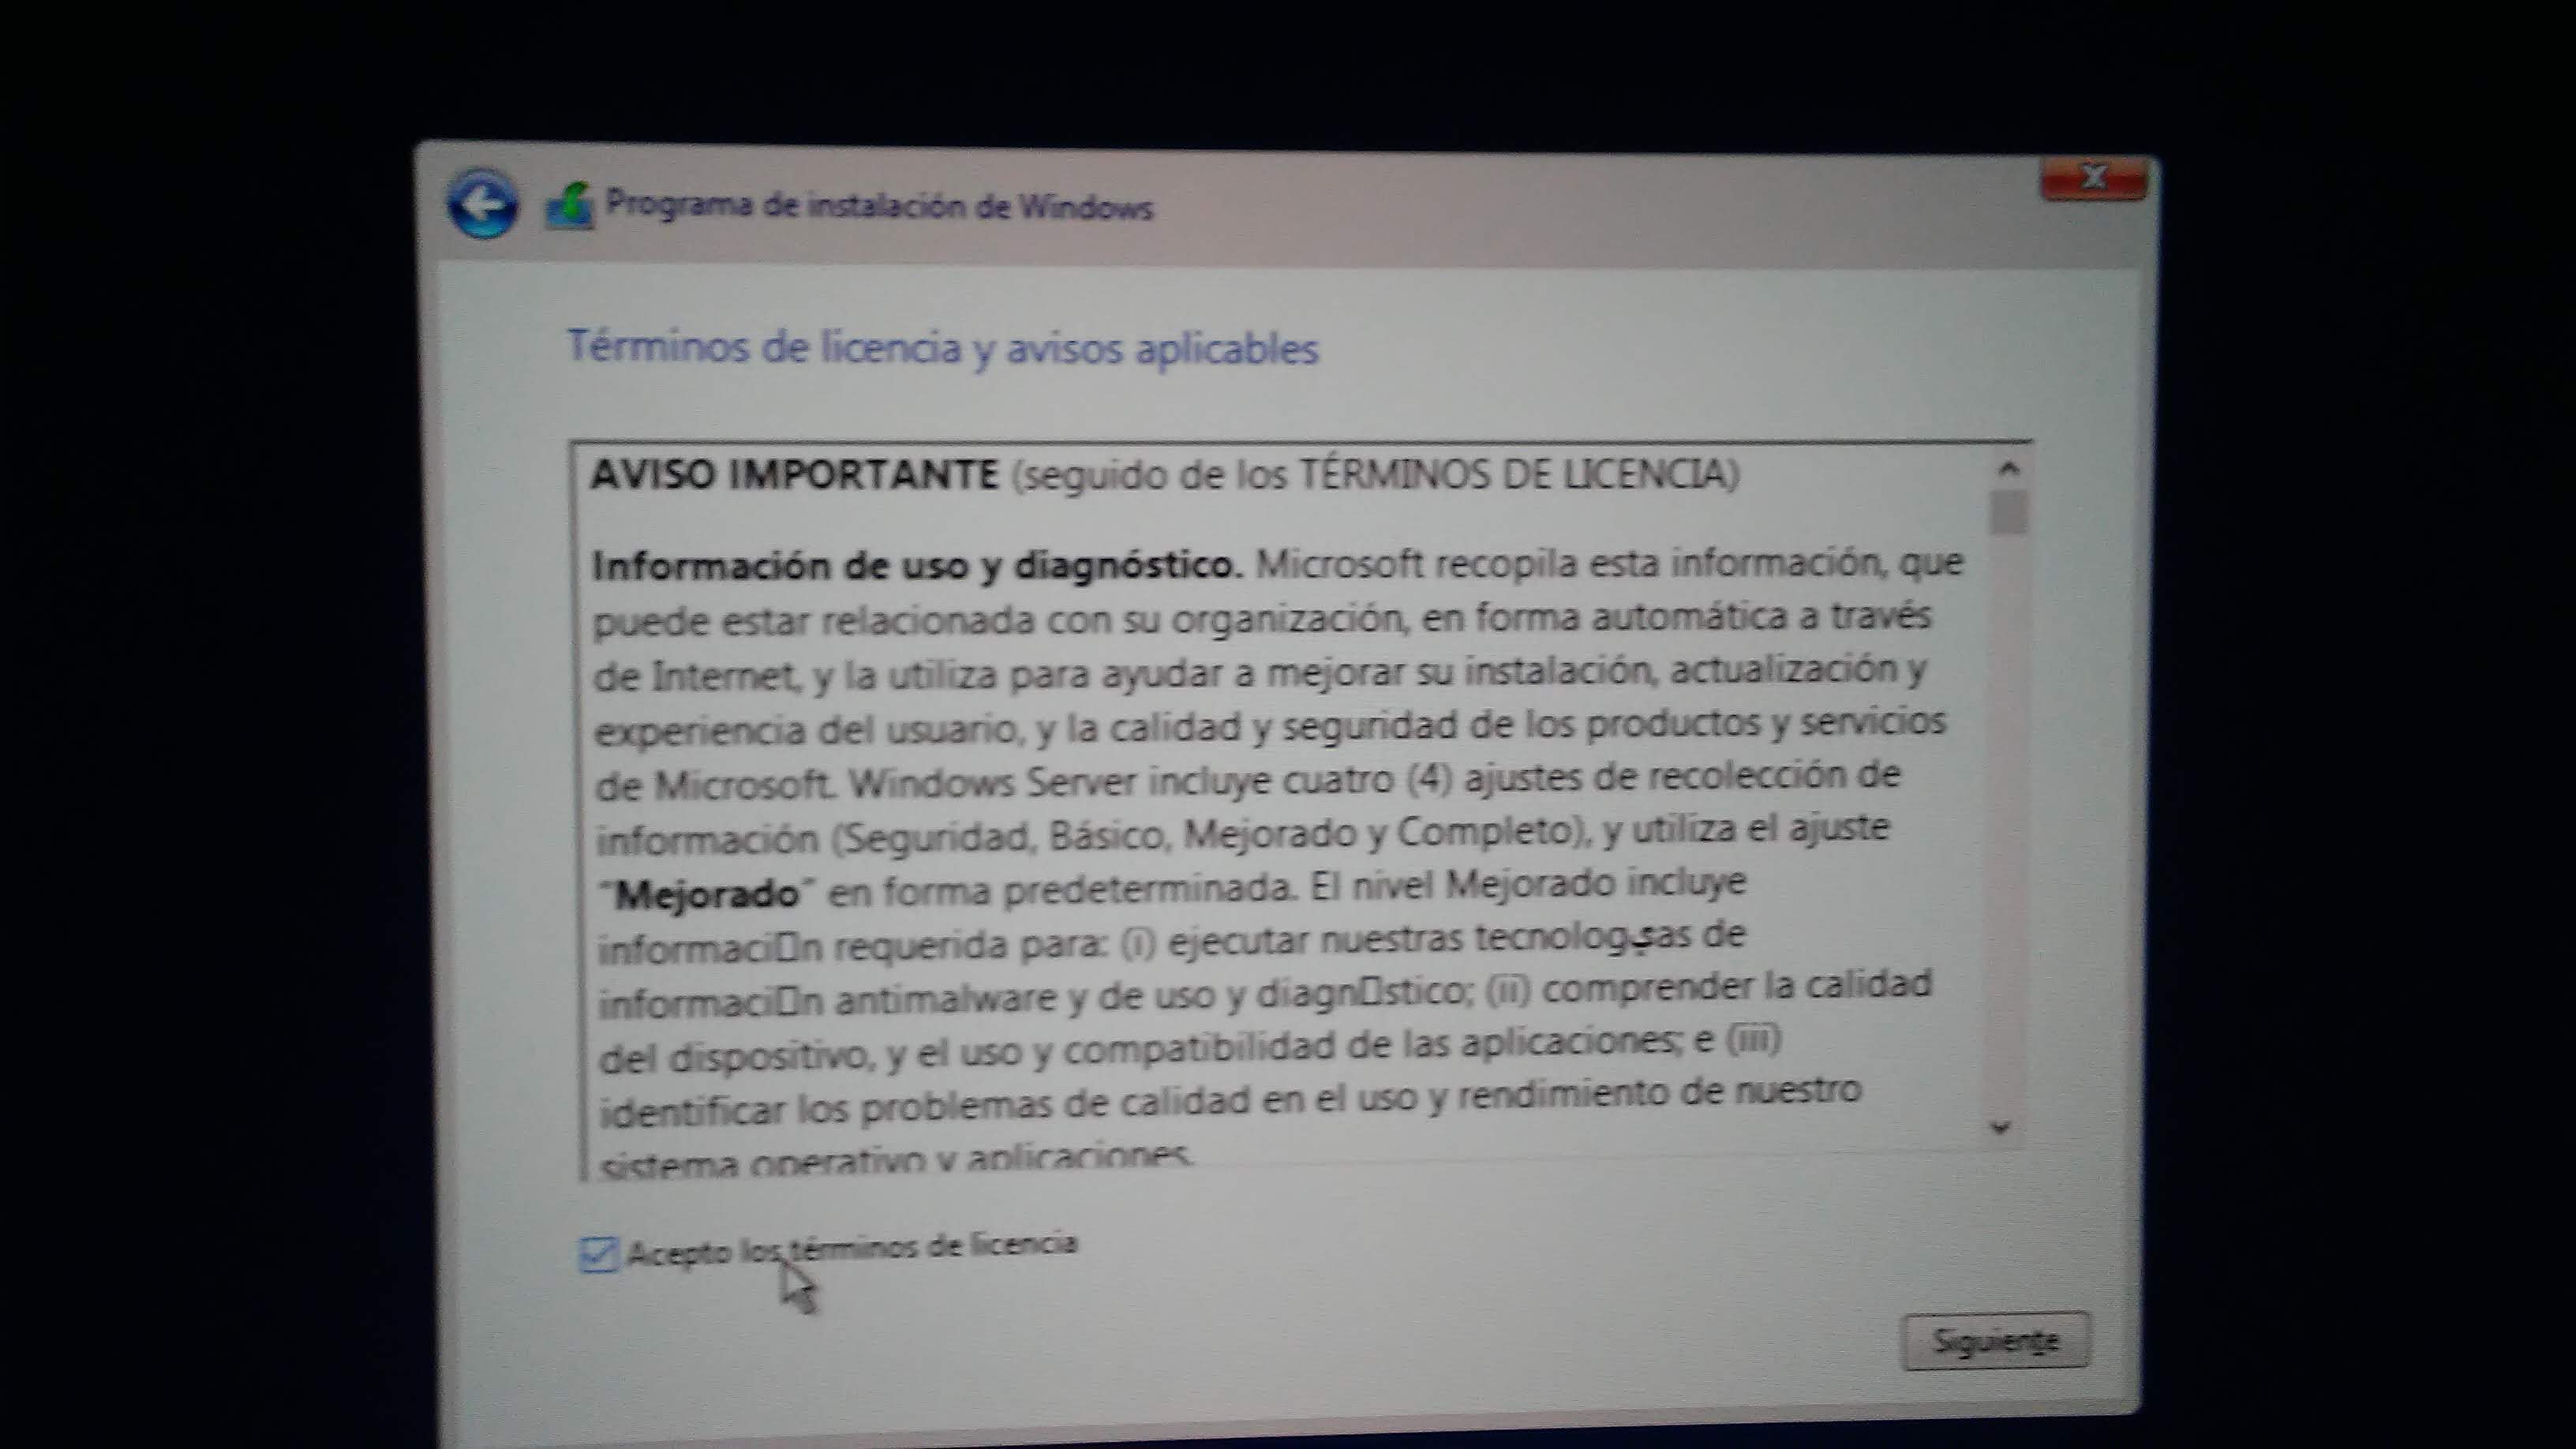 Programa de instalación de Windows
Términos de licencia y avisos aplicables
AVISO IMPORTANTE (seguido de los TÉRMINOS DE LICENCIA)
Información de uso y diagnóstico. Microsoft recopila esta información, que
puede estar relacionada con su organización, en forma automática a través
de Internet, y la utiliza para ayudar a mejorar su instalación, actualización y
experiencia del usuario, y la calidad y seguridad de los productos y servicios
de Microsoft. Windows Server incluye cuatro (4) ajustes de recolección de
información (Seguridad, Básico, Mejorado y Completo), y utiliza el ajuste
“Mejorado” en forma predeterminada. El nivel Mejorado incluye
informaci▯n requerida para: (i) ejecutar nuestras tecnologچas de
informaci▯n antimalware y de uso y diagn▯stico; (ii) comprender la calidad
del dispositivo, y el uso y compatibilidad de las aplicaciones; e (iii)
identificar los problemas de calidad en el uso y rendimiento de nuestro
sistema operativo y aplicaciones.
Acepto los términos de licencia
Siguiente